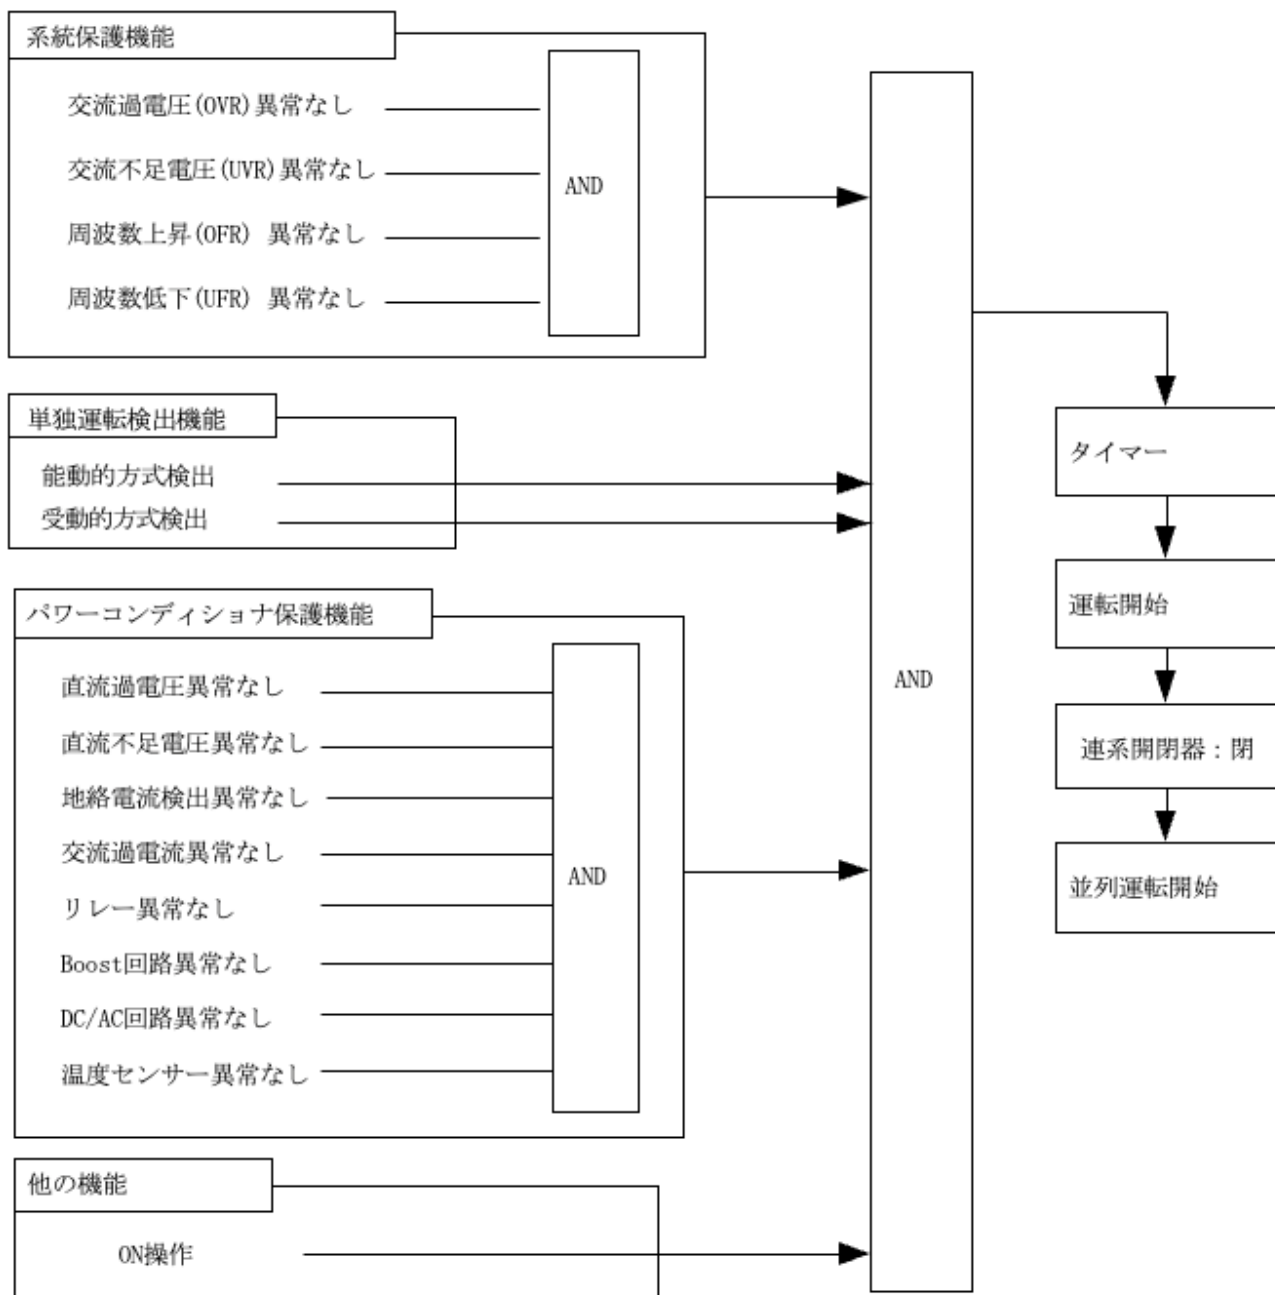 系統保護機能
交流過電圧(OVR)異常なし
交流不足電圧(UVR)異常なし
周波数上昇(OFR) 異常なし
周波数低下(UFR) 異常なし
AND
単独運転検出機能
能動的方式検出
受動的方式検出
パワーコンディショナ保護機能
直流過電圧異常なし
直流不足電圧異常なし
地絡電流検出異常なし
交流過電流異常なし
リレー異常なし
Boost回路異常なし
DC/AC回路異常なし
温度センサー異常なし
AND
他の機能
ON操作
AND
タイマー
運転開始
連系開閉器：閉
並列運転開始